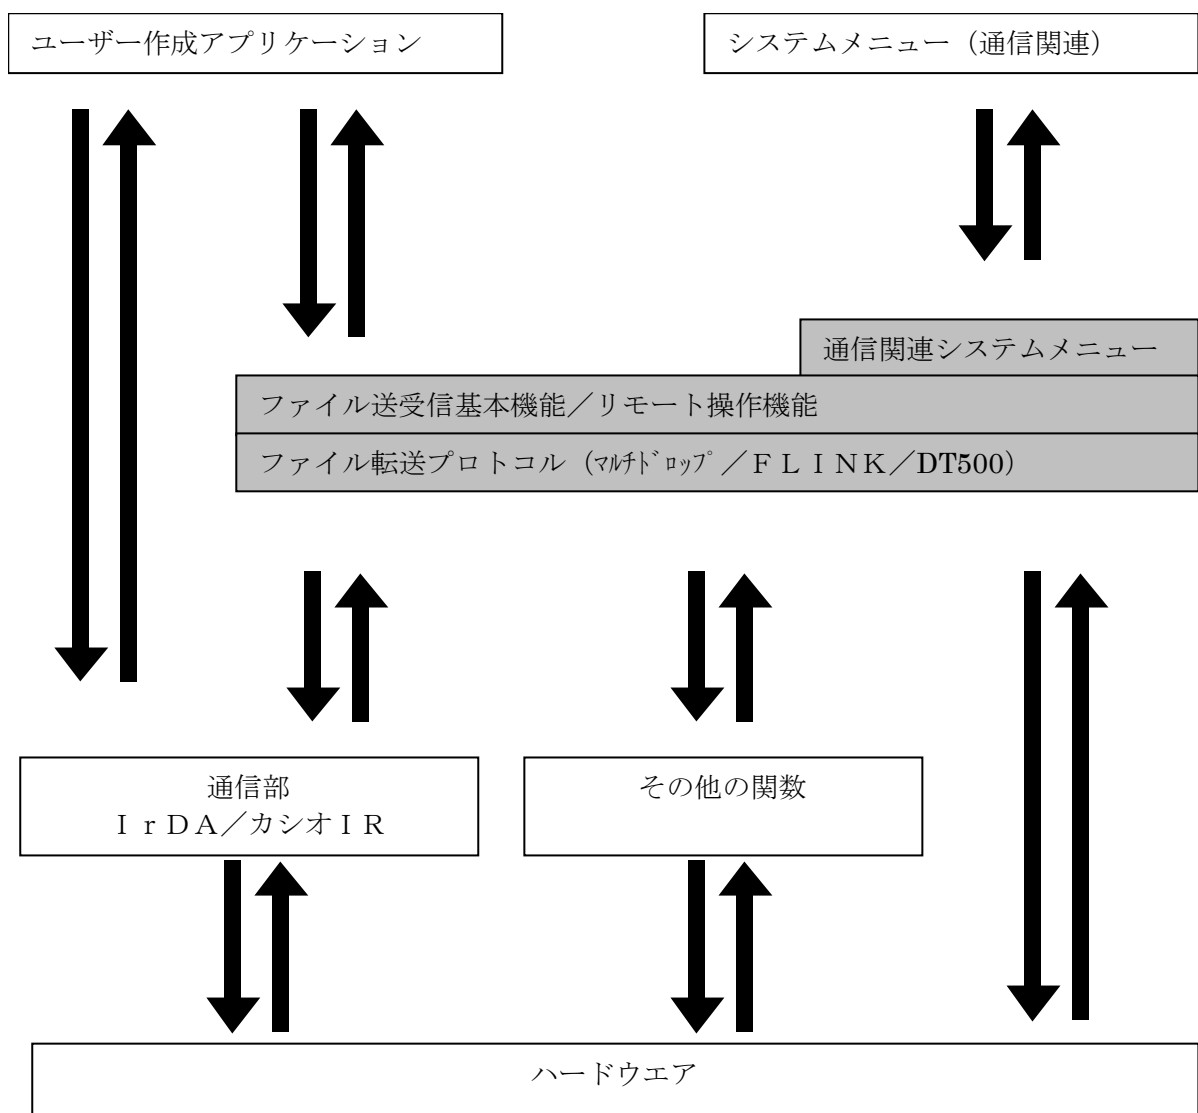 ユーザー作成アプリケーション
システムメニュー（通信関連）
通信関連システムメニュー
ファイル送受信基本機能／リモート操作機能
ファイル転送プロトコル（ﾏﾙﾁﾄﾞﾛｯﾌﾟ／ＦＬＩＮＫ／DT500）
通信部
ＩｒＤＡ／カシオＩＲ
その他の関数
ハードウエア